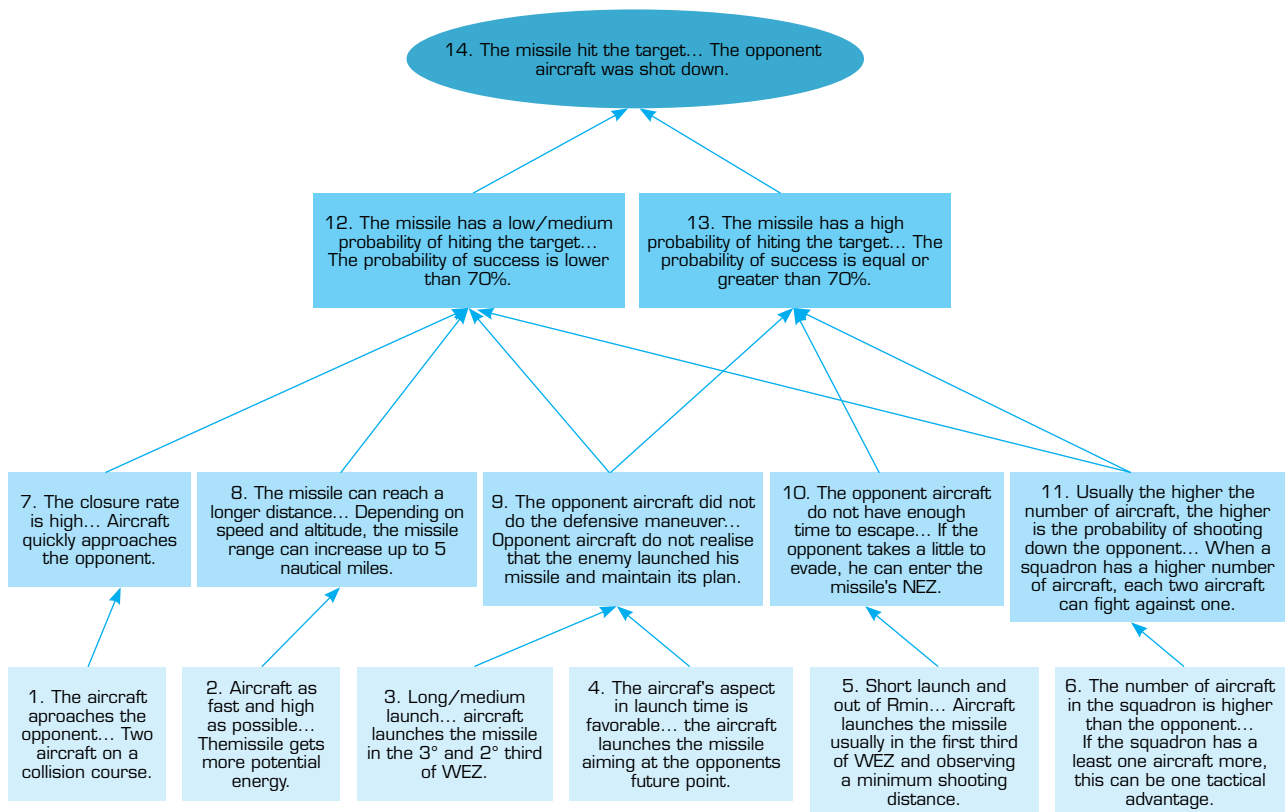 14. The missile hit the target... The opponent
aircraft was shot down.
12. The missile has a low/medium
probability of hiting the target...
The probability of success is lower
than 70%.
13. The missile has a high
probability of hiting the target... The
probability of success is equal or
greater than 70%.
7. The closure rate
is high... Aircraft
quickly approaches
the opponent.
8. The missile can reach a
longer distance... Depending on
speed and altitude, the missile
range can increase up to 5
nautical miles.
9. The opponent aircraft did not
do the defensive maneuver...
Opponent aircraft do not realise
that the enemy launched his
missile and maintain its plan.
10. The opponent aircraft
do not have enough
time to escape... If the
opponent takes a little to
evade, he can enter the
missile's NEZ.
11. Usually the higher the
number of aircraft, the higher
is the probability of shooting
down the opponent... When a
squadron has a higher number
of aircraft, each two aircraft
can fight against one.
1. The aircraft
aproaches the
opponent... Two
aircraft on a
collision course.
2. Aircraft as
fast and high
as possible...
Themissile gets
more potential
energy.
3. Long/medium
launch... aircraft
launches the missile
in the 3° and 2° third
of WEZ.
4. The aircraf's aspect
in launch time is
favorable... the aircraft
launches the missile
aiming at the opponents
future point.
5. Short launch and
out of Rmin... Aircraft
launches the missile
usually in the first third
of WEZ and observing
a minimum shooting
distance.
6. The number of aircraft
in the squadron is higher
than the opponent...
If the squadron has a
least one aircraft more,
this can be one tactical
advantage.